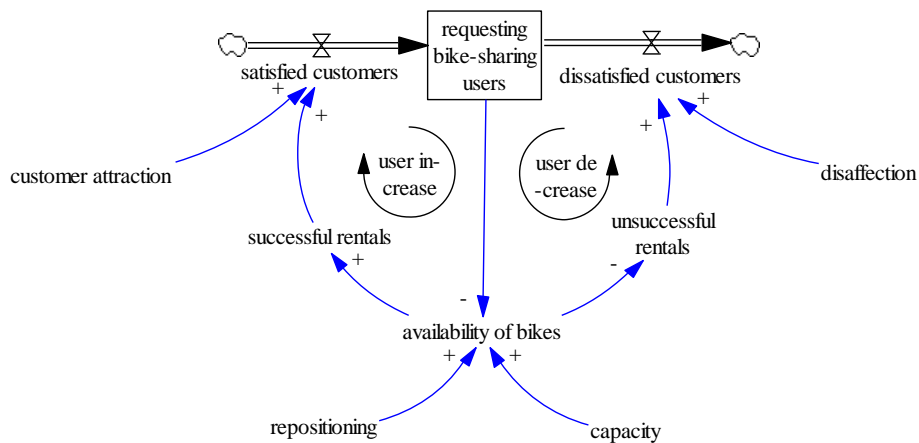 requesting
bike-sharing
users
satisfied customers
dissatisfied customers
+
+
+
+
user in-
crease
user de
-crease
customer attraction
disaffection
successful rentals
unsuccessful
rentals
+
-
-
availability of bikes
+
+
repositioning
capacity